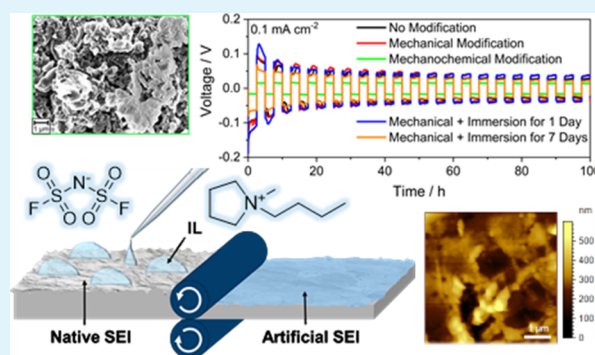 1 µm
0.1 mA cm⁻²
No Modification
Mechanical Modification
Mechanochemical Modification
Mechanical + Immersion for 1 Day
Mechanical + Immersion for 7 Days
Voltage / V
0.2
0.1
0.0
-0.1
-0.2
0 20 40 60 80 100
Time / h
O N⁻ O
S S
F O O F
N⁺
IL
Native SEI
Artificial SEI
nm
500
400
300
200
100
0
1 µm